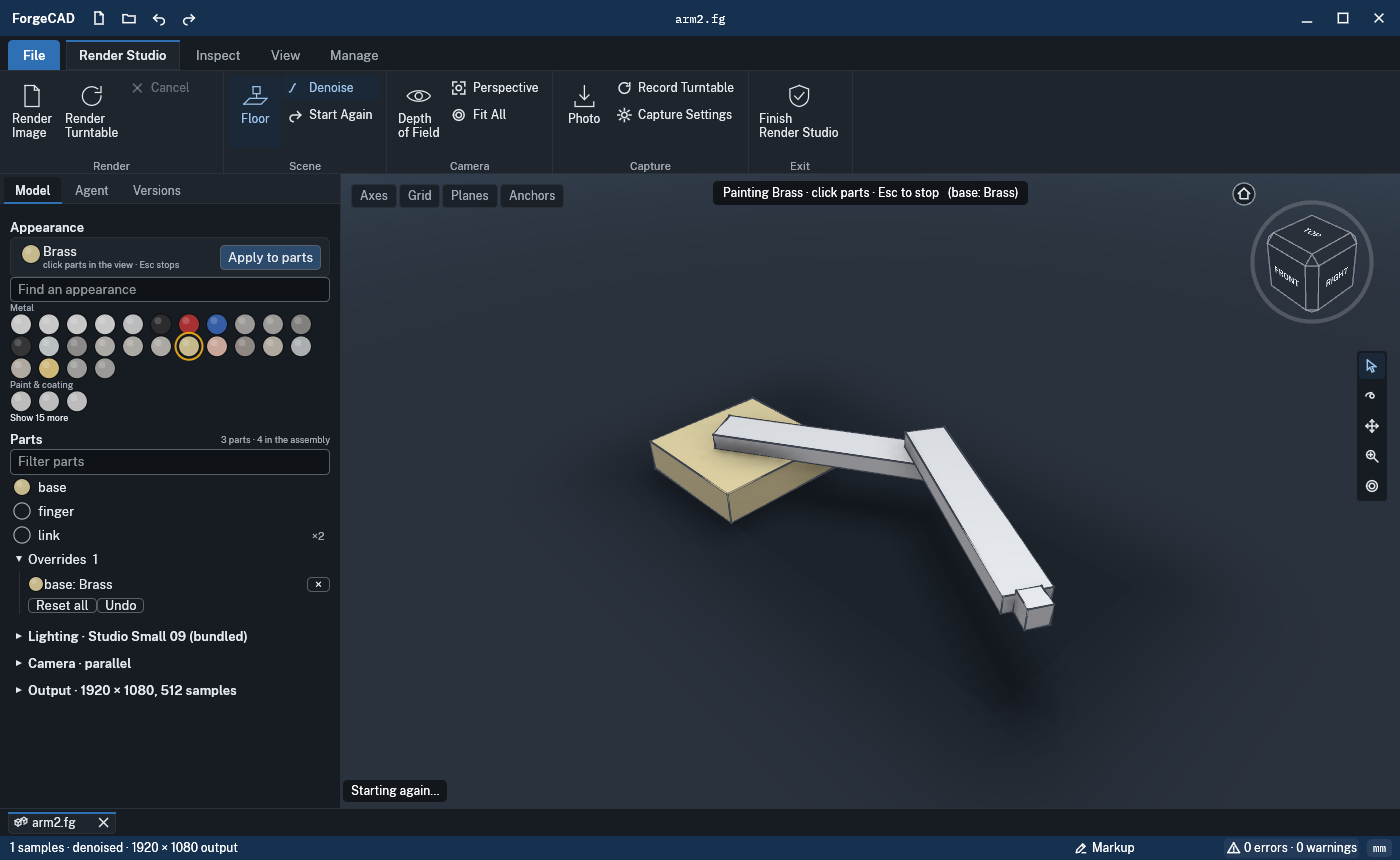 ForgeCAD
arm2.fg
File
Render Studio
Inspect
View
Manage
Render Image
Render Turntable
Cancel
Render
Floor
Denoise
Start Again
Scene
Depth of Field
Perspective
Fit All
Camera
Photo
Record Turntable
Capture Settings
Capture
Finish Render Studio
Exit
Model
Agent
Versions
Axes
Grid
Planes
Anchors
Painting Brass · click parts · Esc to stop (base: Brass)
TOP
FRONT
RIGHT
Appearance
Brass
click parts in the view · Esc stops
Apply to parts
Find an appearance
Metal
Paint & coating
Show 15 more
Parts
3 parts · 4 in the assembly
Filter parts
base
finger
link
×2
Overrides 1
base: Brass
Reset all
Undo
Lighting · Studio Small 09 (bundled)
Camera · parallel
Output · 1920 × 1080, 512 samples
Starting again...
arm2.fg
1 samples · denoised · 1920 × 1080 output
Markup
0 errors · 0 warnings
mm